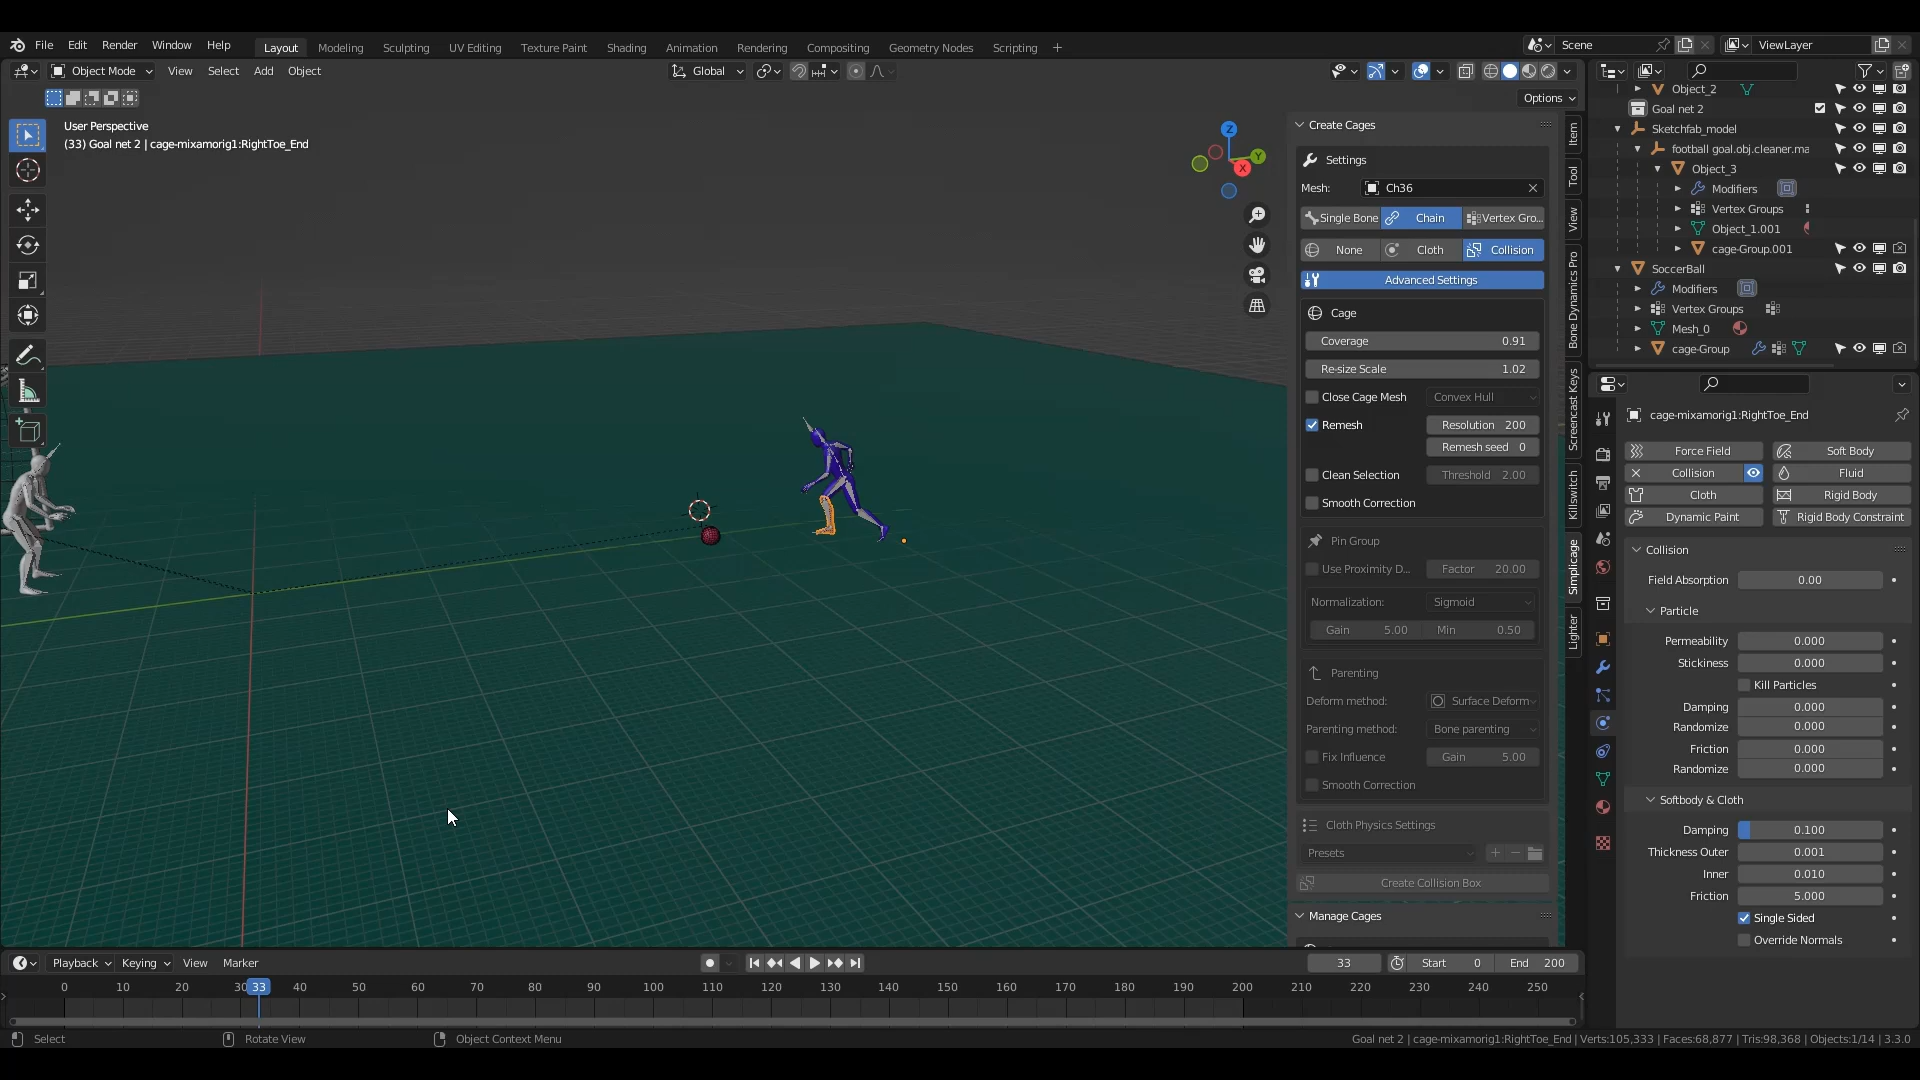 File Edit Render Window Help Layout Modeling Sculpting UV Editing Texture Paint Shading Animation Rendering Compositing Geometry Nodes Scripting + Scene ViewLayer
Object Mode View Select Add Object Global
Options
User Perspective
(33) Goal net 2 | cage-mixamorig1:RightToe_End
Z
Y
X
Create Cages
Settings
Mesh: Ch36
Single Bone Chain Vertex Gro...
None Cloth Collision
Advanced Settings
Cage
Coverage 0.91
Re-size Scale 1.02
Close Cage Mesh Convex Hull
Remesh Resolution 200
Remesh seed 0
Clean Selection Threshold 2.00
Smooth Correction
Pin Group
Use Proximity D... Factor 20.00
Normalization: Sigmoid
Gain 5.00 Min 0.50
Parenting
Deform method: Surface Deform
Parenting method: Bone parenting
Fix Influence Gain 5.00
Smooth Correction
Cloth Physics Settings
Presets
Create Collision Box
Manage Cages
Item
Tool
View
Bone Dynamics Pro
Screencast Keys
KillSwitch
Simplicage
Lighter
Object_2
Goal net 2
Sketchfab_model
football goal.obj.cleaner.ma
Object_3
Modifiers
Vertex Groups
Object_1.001
cage-Group.001
SoccerBall
Modifiers
Vertex Groups
Mesh_0
cage-Group
cage-mixamorig1:RightToe_End
Force Field Soft Body
Collision Fluid
Cloth Rigid Body
Dynamic Paint Rigid Body Constraint
Collision
Field Absorption 0.00
Particle
Permeability 0.000
Stickiness 0.000
Kill Particles
Damping 0.000
Randomize 0.000
Friction 0.000
Randomize 0.000
Softbody & Cloth
Damping 0.100
Thickness Outer 0.001
Inner 0.010
Friction 5.000
Single Sided
Override Normals
Playback Keying View Marker 33 Start 0 End 200
0 10 20 30 33 40 50 60 70 80 90 100 110 120 130 140 150 160 170 180 190 200 210 220 230 240 250
Select Rotate View Object Context Menu Goal net 2 | cage-mixamorig1:RightToe_End | Verts:105,333 | Faces:68,877 | Tris:98,368 | Objects:1/14 | 3.3.0